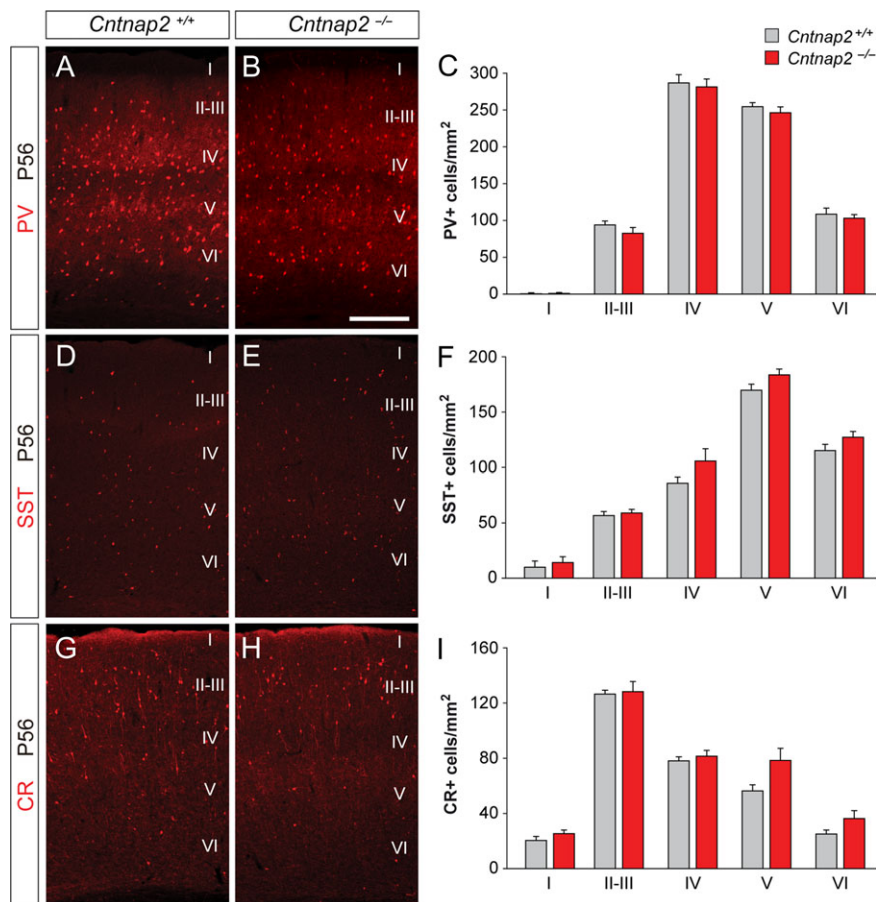 Cntnap2 +/+
Cntnap2 −/−
PV P56
A
I
II-III
IV
V
VI
B
I
II-III
IV
V
VI
C
Cntnap2 +/+
Cntnap2 −/−
PV+ cells/mm²
300
250
200
150
100
50
0
I II-III IV V VI
SST P56
D
I
II-III
IV
V
VI
E
I
II-III
IV
V
VI
F
SST+ cells/mm²
200
150
100
50
0
I II-III IV V VI
CR P56
G
I
II-III
IV
V
VI
H
I
II-III
IV
V
VI
I
CR+ cells/mm²
160
120
80
40
0
I II-III IV V VI